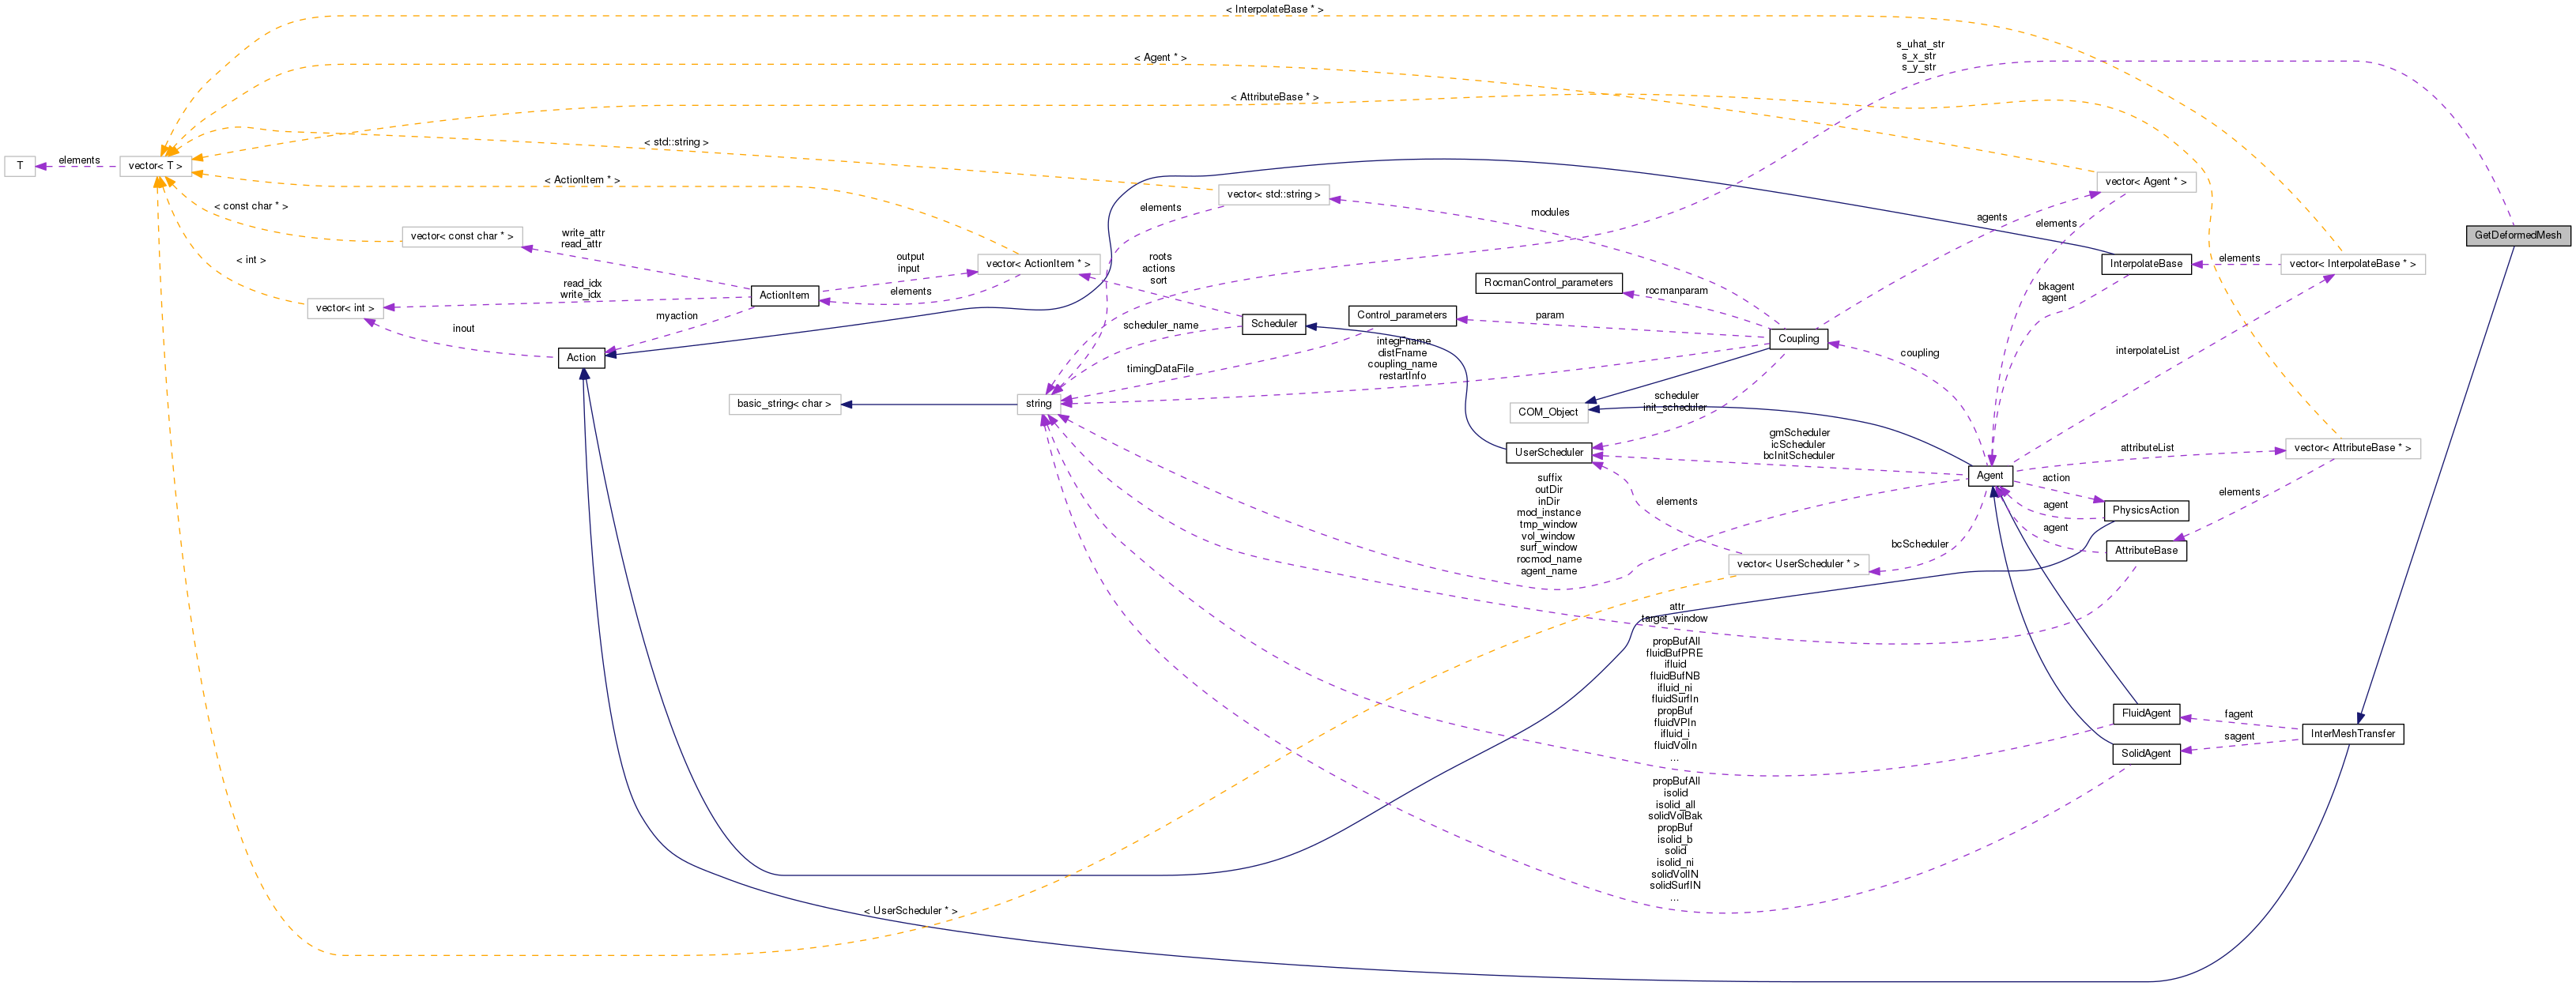 < InterpolateBase * >
s_uhat_str
s_x_str
s_y_str
< Agent * >
< AttributeBase * >
< std::string >
T
elements
vector< T >
< ActionItem * >
vector< std::string >
vector< Agent * >
< const char * >
elements
modules
agents
elements
vector< const char * >
write_attr
read_attr
GetDeformedMesh
< int >
output
input
vector< ActionItem * >
roots
actions
sort
InterpolateBase
elements
vector< InterpolateBase * >
read_idx
write_idx
ActionItem
elements
RocmanControl_parameters
rocmanparam
bkagent
agent
vector< int >
myaction
scheduler_name
Scheduler
Control_parameters
param
inout
Action
timingDataFile
integFname
distFname
coupling_name
restartInfo
Coupling
coupling
interpolateList
basic_string< char >
string
COM_Object
scheduler
init_scheduler
UserScheduler
gmScheduler
icScheduler
bcInitScheduler
Agent
attributeList
vector< AttributeBase * >
suffix
outDir
inDir
mod_instance
tmp_window
vol_window
surf_window
rocmod_name
agent_name
elements
action
elements
agent
PhysicsAction
agent
bcScheduler
AttributeBase
vector< UserScheduler * >
attr
target_window
propBufAll
fluidBufPRE
ifluid
fluidBufNB
ifluid_ni
fluidSurfIn
propBuf
fluidVPIn
ifluid_i
fluidVolIn
...
FluidAgent
fagent
InterMeshTransfer
sagent
SolidAgent
propBufAll
isolid
isolid_all
solidVolBak
propBuf
isolid_b
solid
isolid_ni
solidVolIN
solidSurfIN
...
< UserScheduler * >